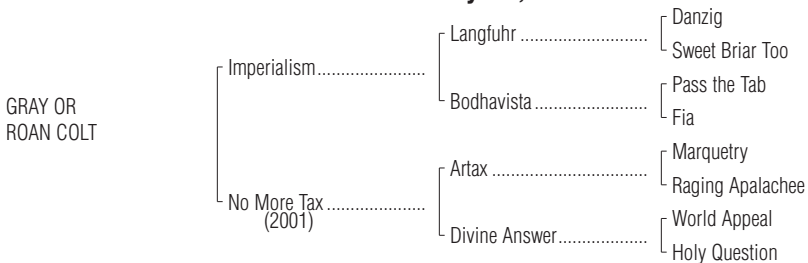 Danzig
Langfuhr ...........................
Sweet Briar Too
Imperialism.......................
Pass the Tab
Bodhavista........................
Fia
GRAY OR
ROAN COLT
Marquetry
Artax .................................
Raging Apalachee
No More Tax .....................
(2001)
World Appeal
Divine Answer...................
Holy Question